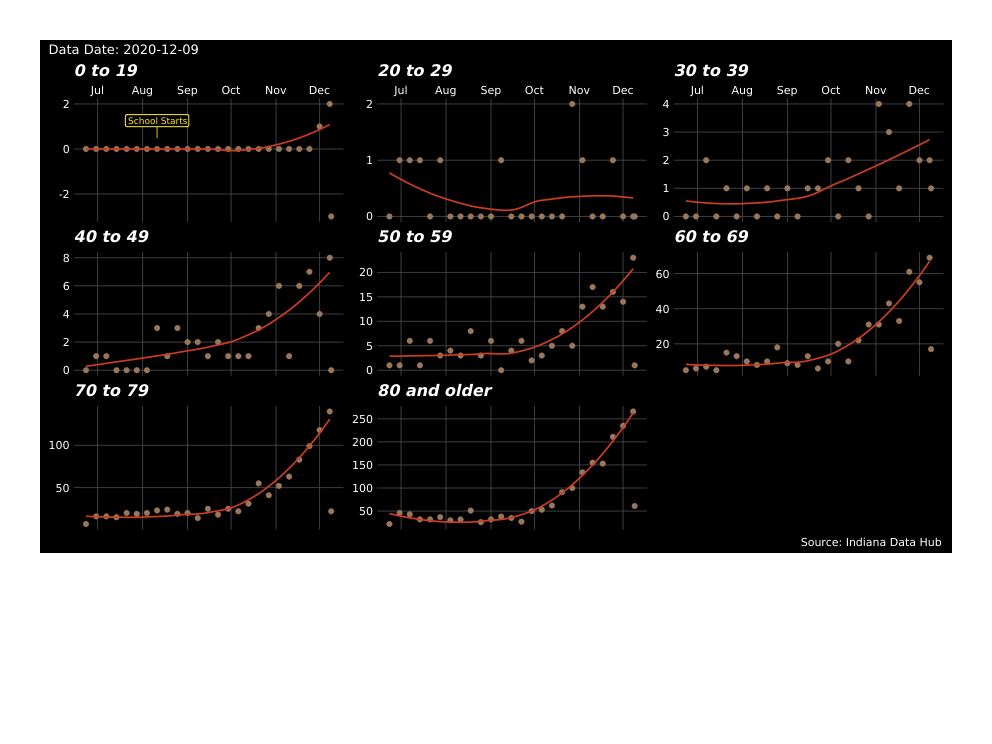 Data Date: 2020-12-09
0 to 19
20 to 29
30 to 39
Jul Aug Sep Oct Nov Dec
Jul Aug Sep Oct Nov Dec
Jul Aug Sep Oct Nov Dec
2
0
-2
School Starts
2
1
0
4
3
2
1
0
40 to 49
50 to 59
60 to 69
8
6
4
2
0
20
15
10
5
0
60
40
20
70 to 79
80 and older
100
50
250
200
150
100
50
Source: Indiana Data Hub